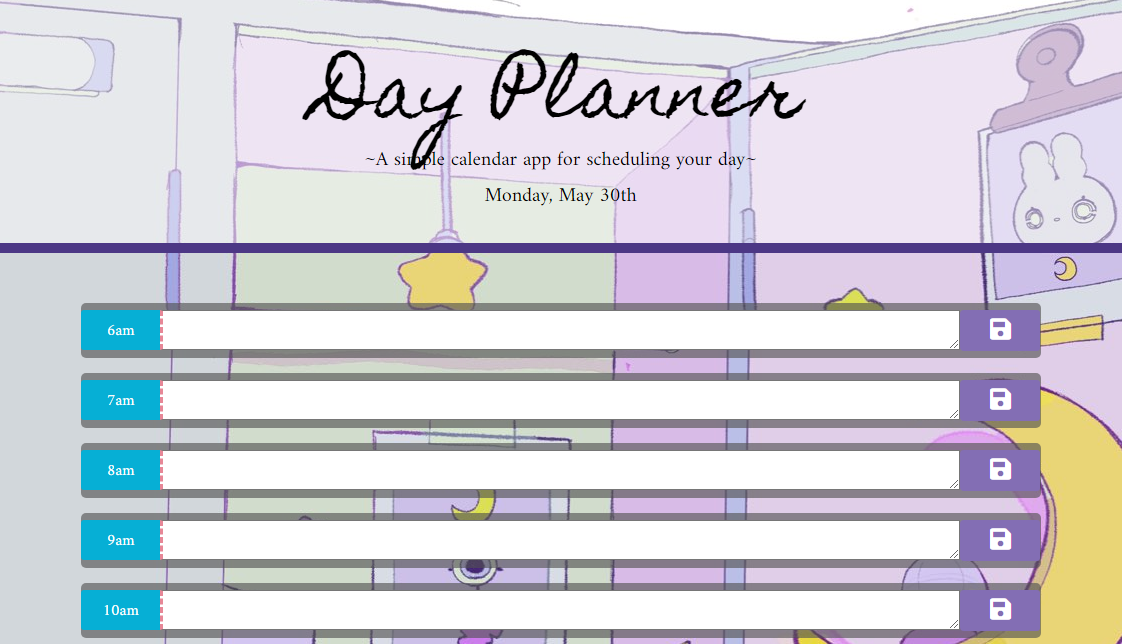 Day Planner
~A simple calendar app for scheduling your day~
Monday, May 30th
6am
7am
8am
9am
10am